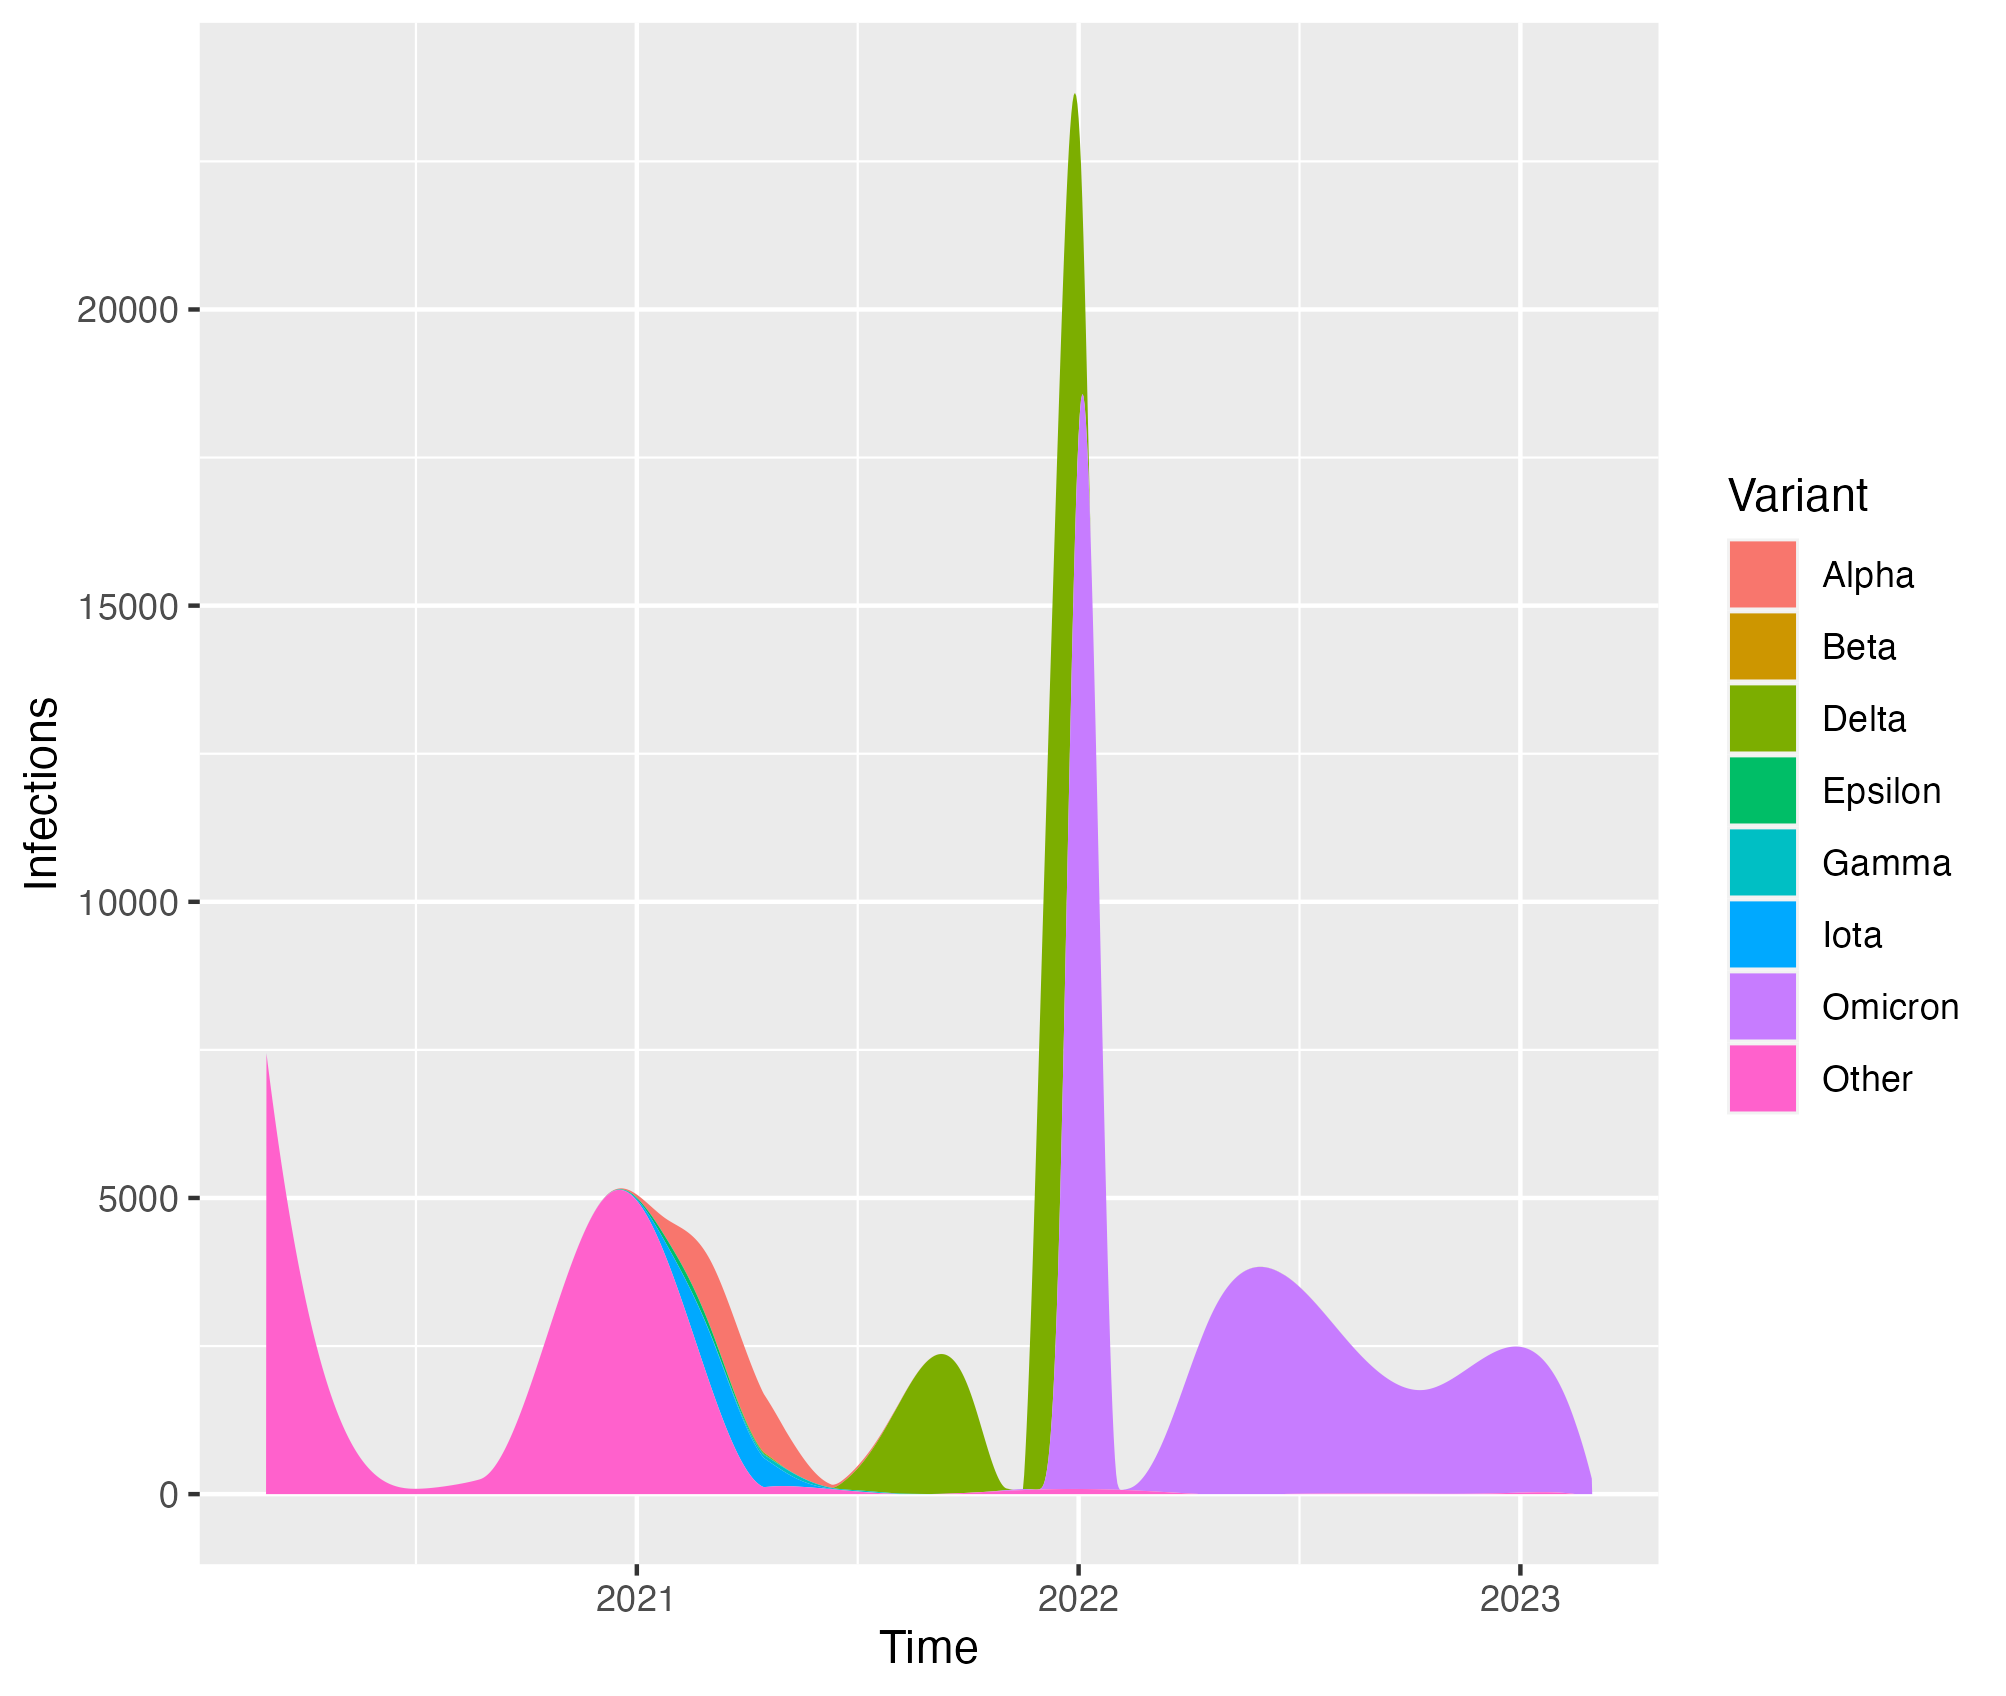 20000
15000
10000
5000
0
Infections
2021
2022
2023
Time
Variant
Alpha
Beta
Delta
Epsilon
Gamma
Iota
Omicron
Other